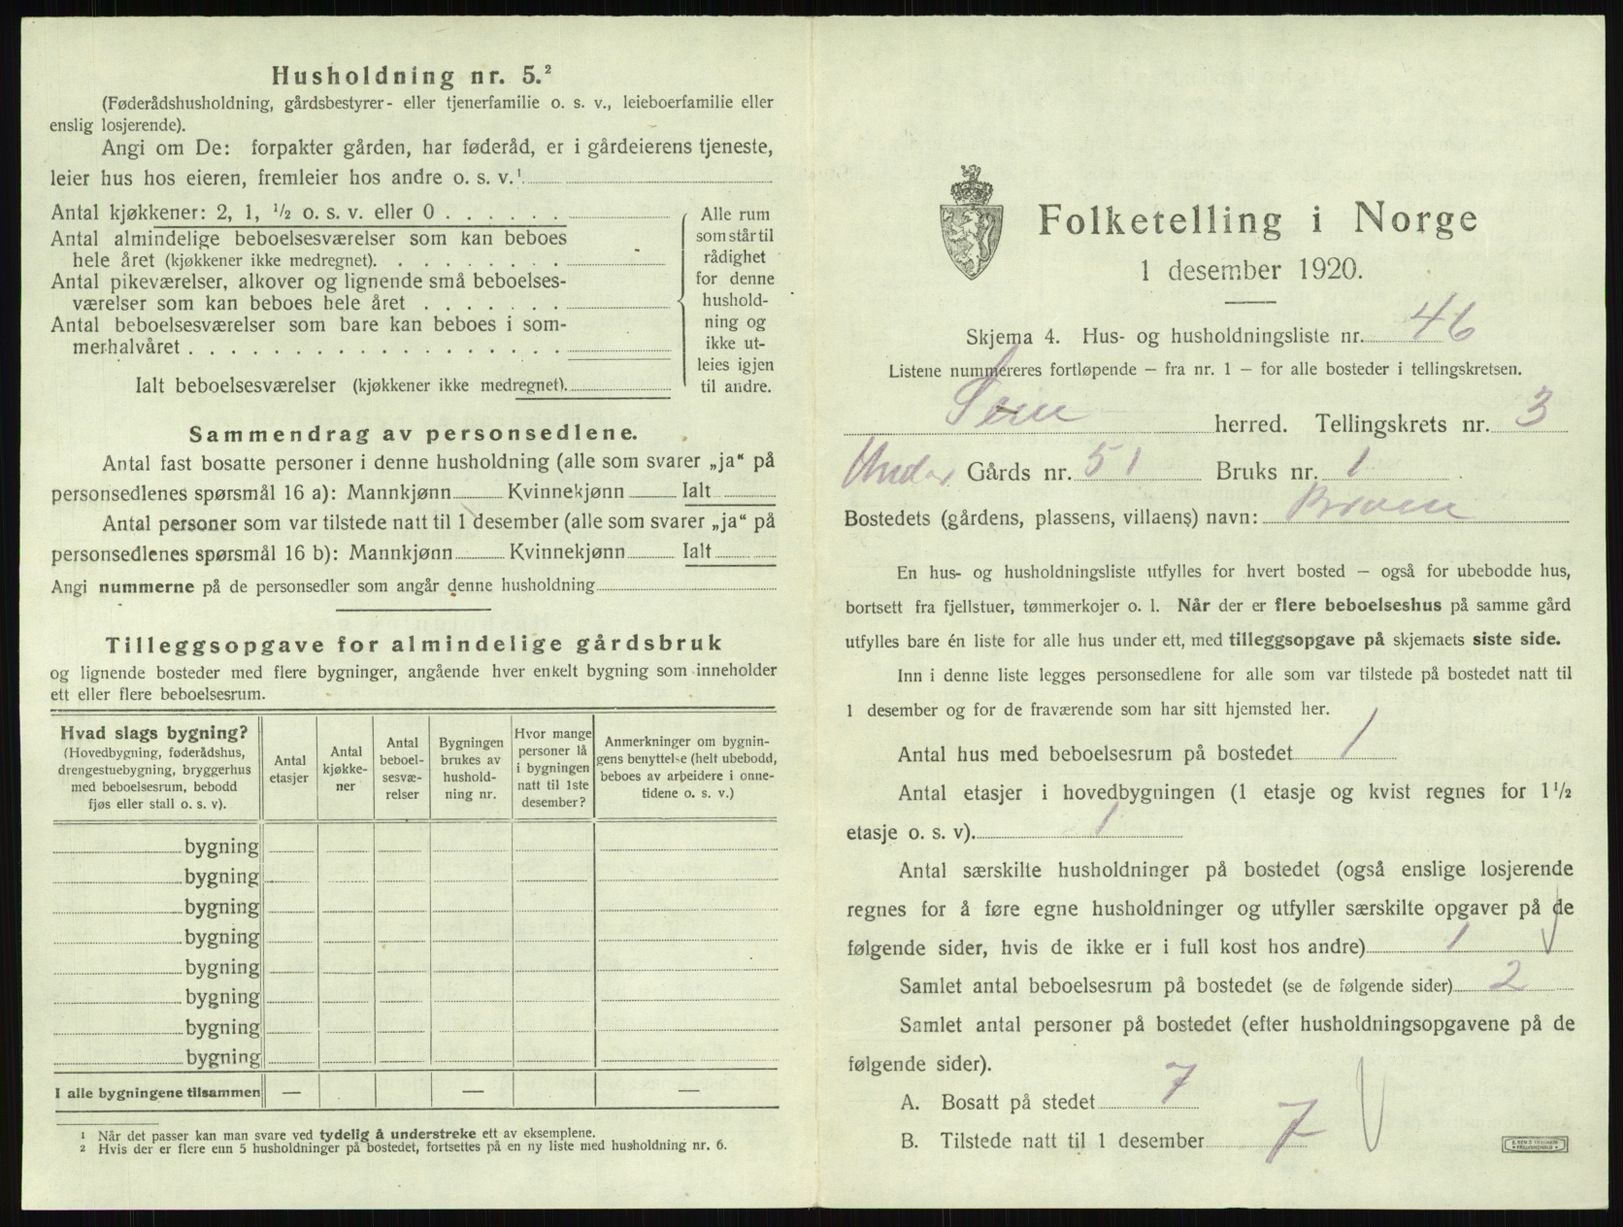 Husholdning nr. 5.²
(Føderådshusholdning, gårdsbestyrer- eller tjenerfamilie o. s. v., leieboerfamilie eller
enslig losjerende).
Angi om De: forpakter gården, har føderåd, er i gårdeierens tjeneste,
leier hus hos eieren, fremleier hos andre o. s. v.¹
Antal kjøkkener: 2, 1, ½ o. s. v. eller 0
Antal almindelige beboelsesværelser som kan beboes
hele året (kjøkkener ikke medregnet).
Antal pikeværelser, alkover og lignende små beboelses-
værelser som kan beboes hele året
Antal beboelsesværelser som bare kan beboes i som-
merhalvåret
Ialt beboelsesværelser (kjøkkener ikke medregnet).
Alle rum
som står til
rådighet
for denne
hushold-
ning og
ikke ut-
leies igjen
til andre.
Sammendrag av personsedlene.
Antal fast bosatte personer i denne husholdning (alle som svarer „ja“ på
personsedlenes spørsmål 16 a): Mannkjønn Kvinnekjønn Ialt
Antal personer som var tilstede natt til 1 desember (alle som svarer „ja“ på
personsedlenes spørsmål 16 b): Mannkjønn Kvinnekjønn Ialt
Angi nummerne på de personsedler som angår denne husholdning
Tilleggsopgave for almindelige gårdsbruk
og lignende bosteder med flere bygninger, angående hver enkelt bygning som inneholder
ett eller flere beboelsesrum.
Hvad slags bygning?
(Hovedbygning, føderådshus,
drengestuebygning, bryggerhus
med beboelsesrum, bebodd
fjøs eller stall o. s. v).
Antal
etasjer
Antal
kjøkke-
ner
Antal
beboel-
sesvæ-
relser
Bygningen
brukes av
hushold-
ning nr.
Hvor mange
personer lå
i bygningen
natt til 1ste
desember?
Anmerkninger om bygnin-
gens benyttelse (helt ubebodd,
beboes av arbeidere i onne-
tidene o. s. v.)
bygning
bygning
bygning
bygning
bygning
bygning
bygning
bygning
I alle bygningene tilsammen — — —
¹ Når det passer kan man svare ved tydelig å understreke ett av eksemplene.
² Hvis der er flere enn 5 husholdninger på bostedet, fortsettes på en ny liste med husholdning nr. 6.
Folketelling i Norge
1 desember 1920.
Skjema 4. Hus- og husholdningsliste nr. 46
Listene nummereres fortløpende – fra nr. 1 – for alle bosteder i tellingskretsen.
Sem herred. Tellingskrets nr. 3
Under Gårds nr. 51 Bruks nr. 1
Bostedets (gårdens, plassens, villaens) navn:
En hus- og husholdningsliste utfylles for hvert bosted – også for ubebodde hus,
bortsett fra fjellstuer, tømmerkojer o. l. Når der er flere beboelseshus på samme gård
utfylles bare én liste for alle hus under ett, med tilleggsopgave på skjemaets siste side.
Inn i denne liste legges personsedlene for alle som var tilstede på bostedet natt til
1 desember og for de fraværende som har sitt hjemsted her.
Antal hus med beboelsesrum på bostedet 1
Antal etasjer i hovedbygningen (1 etasje og kvist regnes for 1½
etasje o. s. v). 1
Antal særskilte husholdninger på bostedet (også enslige losjerende
regnes for å føre egne husholdninger og utfyller særskilte opgaver på de
følgende sider, hvis de ikke er i full kost hos andre) 1
Samlet antal beboelsesrum på bostedet (se de følgende sider) 2
Samlet antal personer på bostedet (efter husholdningsopgavene på de
følgende sider).
A. Bosatt på stedet 7
B. Tilstede natt til 1 desember 7